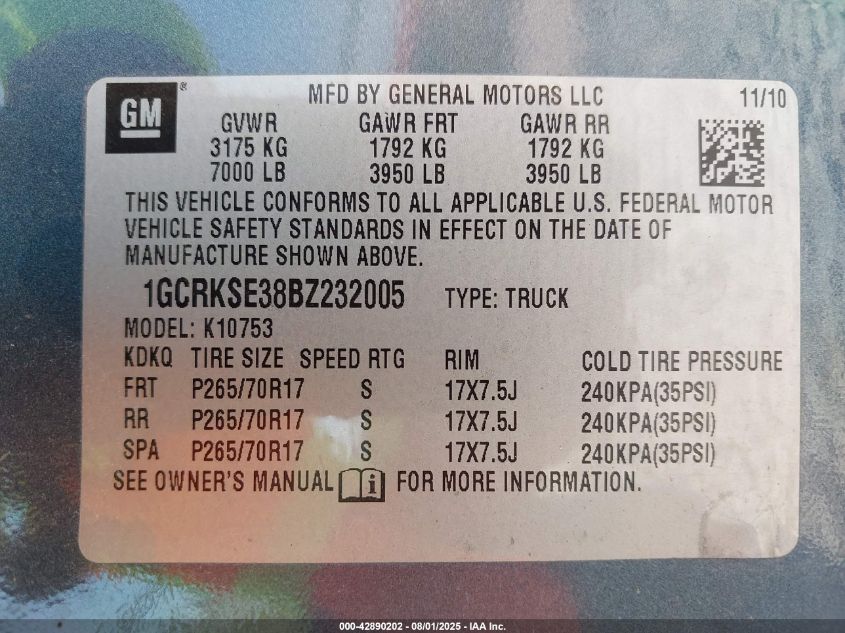 GM®
MFD BY GENERAL MOTORS LLC 11/10
GVWR GAWR FRT GAWR RR
3175 KG 1792 KG 1792 KG
7000 LB 3950 LB 3950 LB
THIS VEHICLE CONFORMS TO ALL APPLICABLE U.S. FEDERAL MOTOR
VEHICLE SAFETY STANDARDS IN EFFECT ON THE DATE OF
MANUFACTURE SHOWN ABOVE.
1GCRKSE38BZ232005 TYPE: TRUCK
MODEL: K10753
KDKQ TIRE SIZE SPEED RTG RIM COLD TIRE PRESSURE
FRT P265/70R17 S 17X7.5J 240KPA(35PSI)
RR P265/70R17 S 17X7.5J 240KPA(35PSI)
SPA P265/70R17 S 17X7.5J 240KPA(35PSI)
SEE OWNER'S MANUAL i FOR MORE INFORMATION.
000-42890202 - 08/01/2025 - IAA Inc.